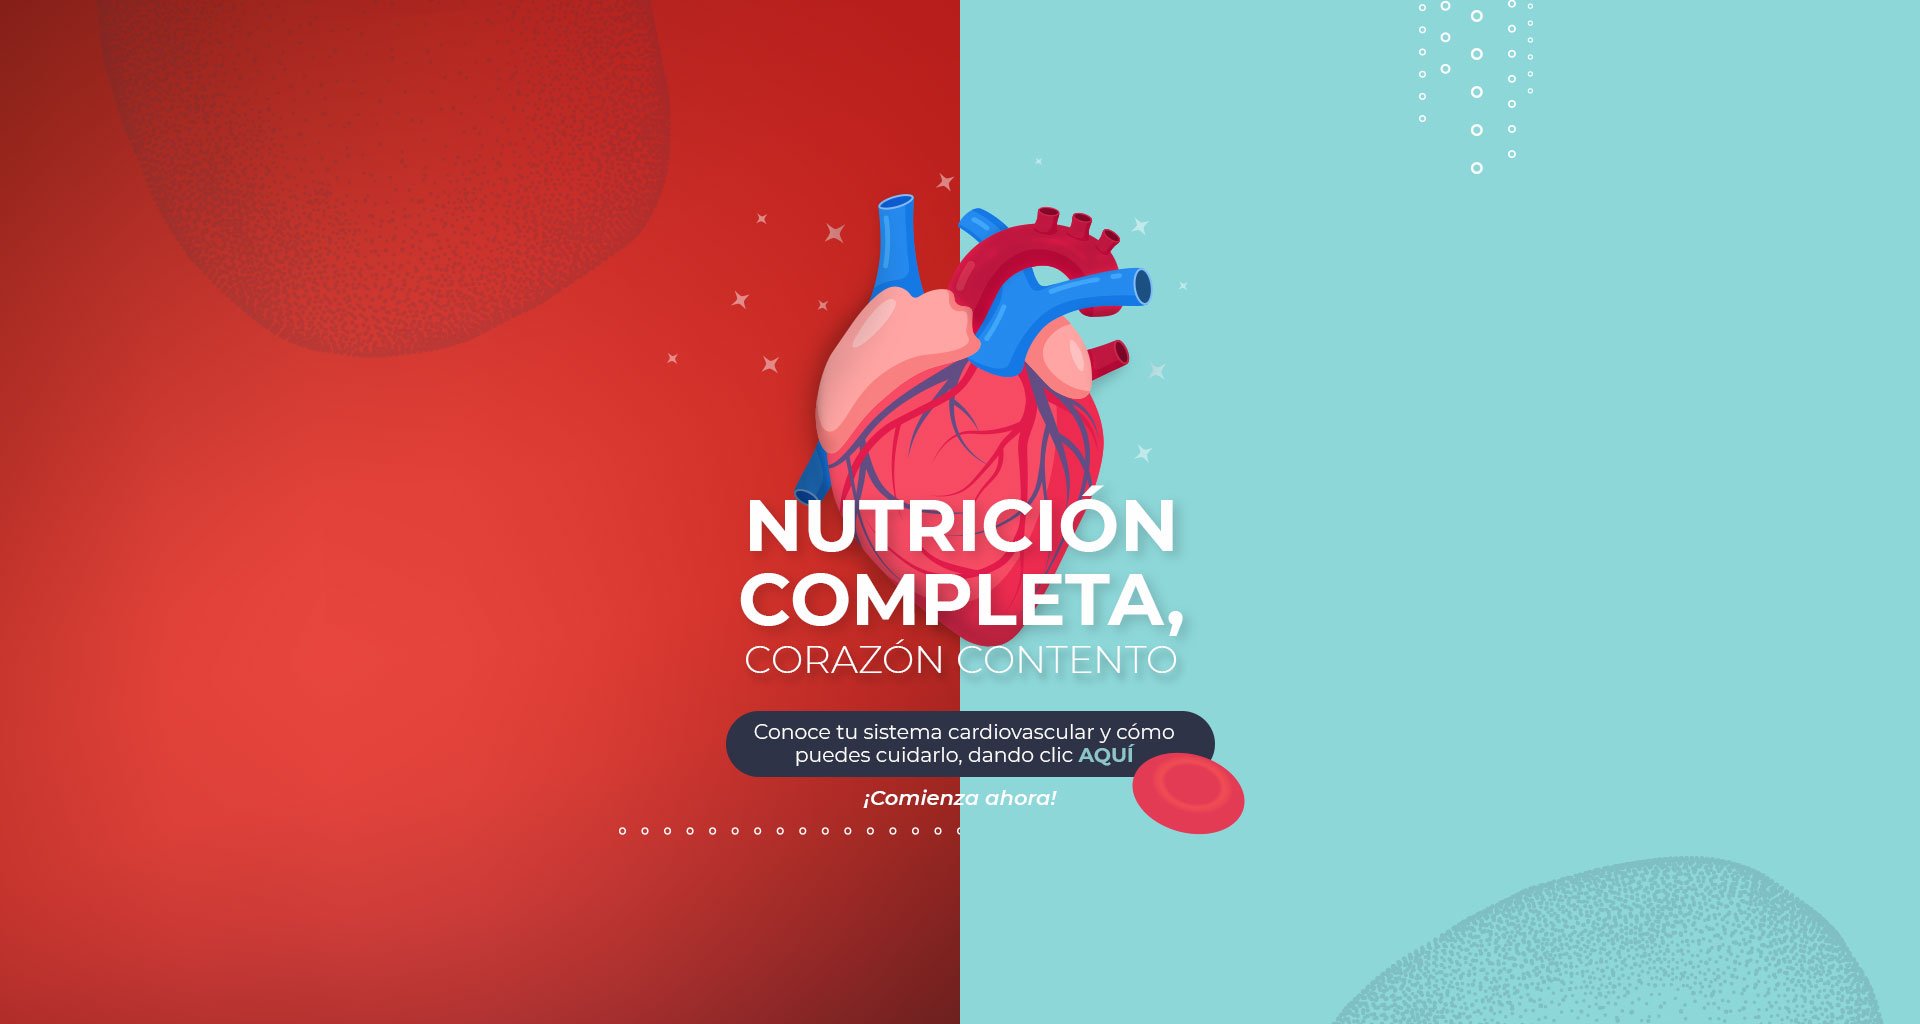 NUTRICIÓN
COMPLETA,
CORAZÓN CONTENTO
Conoce tu sistema cardiovascular y cómo
puedes cuidarlo, dando clic AQUÍ
¡Comienza ahora!